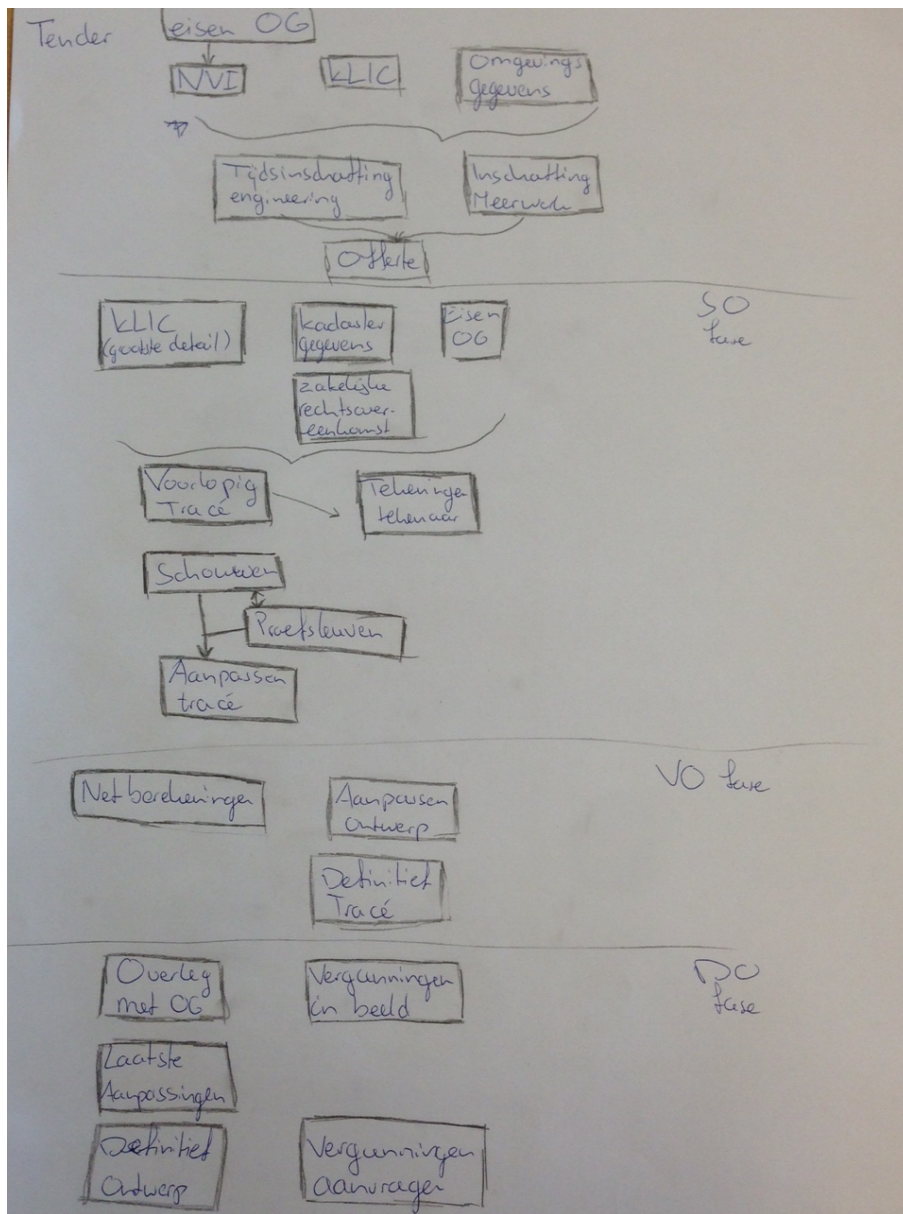 Tender
eisen OG
NVI
KLIC
Omgevings
gegevens
Tijdsinschatting
engineering
Inschatting
Meerwerk
Offerte
SO
fase
KLIC
(grootste detail)
kadaster
gegevens
Eisen
OG
zakelijke
rechtsover-
eenkomst
Voorlopig
Tracé
Tekeningen
tekenaar
Schouwen
Proefsleuven
Aanpassen
tracé
VO fase
Netberekeningen
Aanpassen
Ontwerp
Definitief
Tracé
DO
fase
Overleg
met OG
Vergunningen
in beeld
Laatste
Aanpassingen
Definitief
Ontwerp
Vergunningen
aanvragen